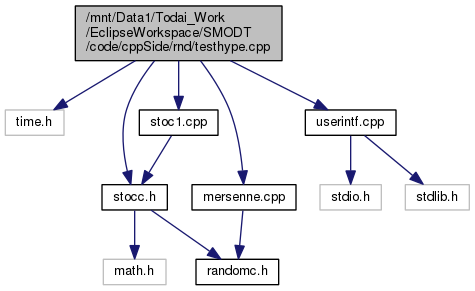 /mnt/Data1/Todai_Work
/EclipseWorkspace/SMODT
/code/cppSide/rnd/testhype.cpp
time.h
stoc1.cpp
userintf.cpp
stocc.h
mersenne.cpp
stdio.h
stdlib.h
math.h
randomc.h